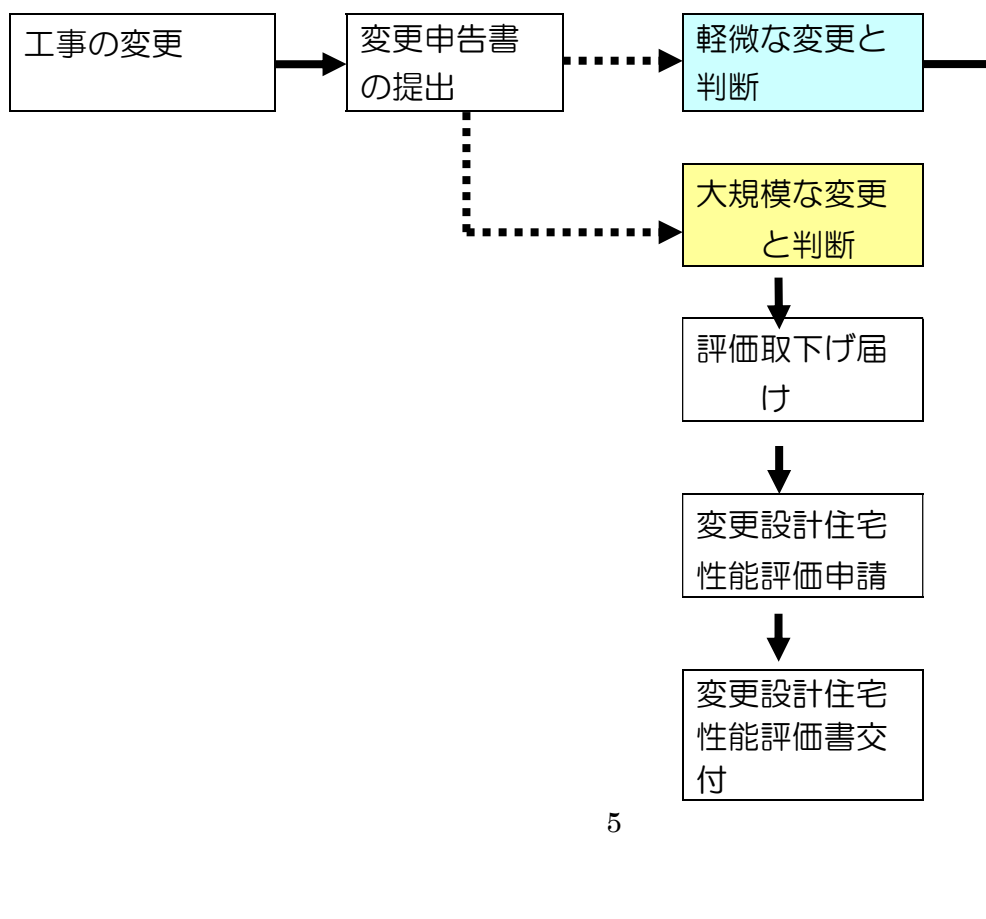 工事の変更
変更申告書
の提出
軽微な変更と
判断
大規模な変更
と判断
評価取下げ届
け
変更設計住宅
性能評価申請
変更設計住宅
性能評価書交
付
5